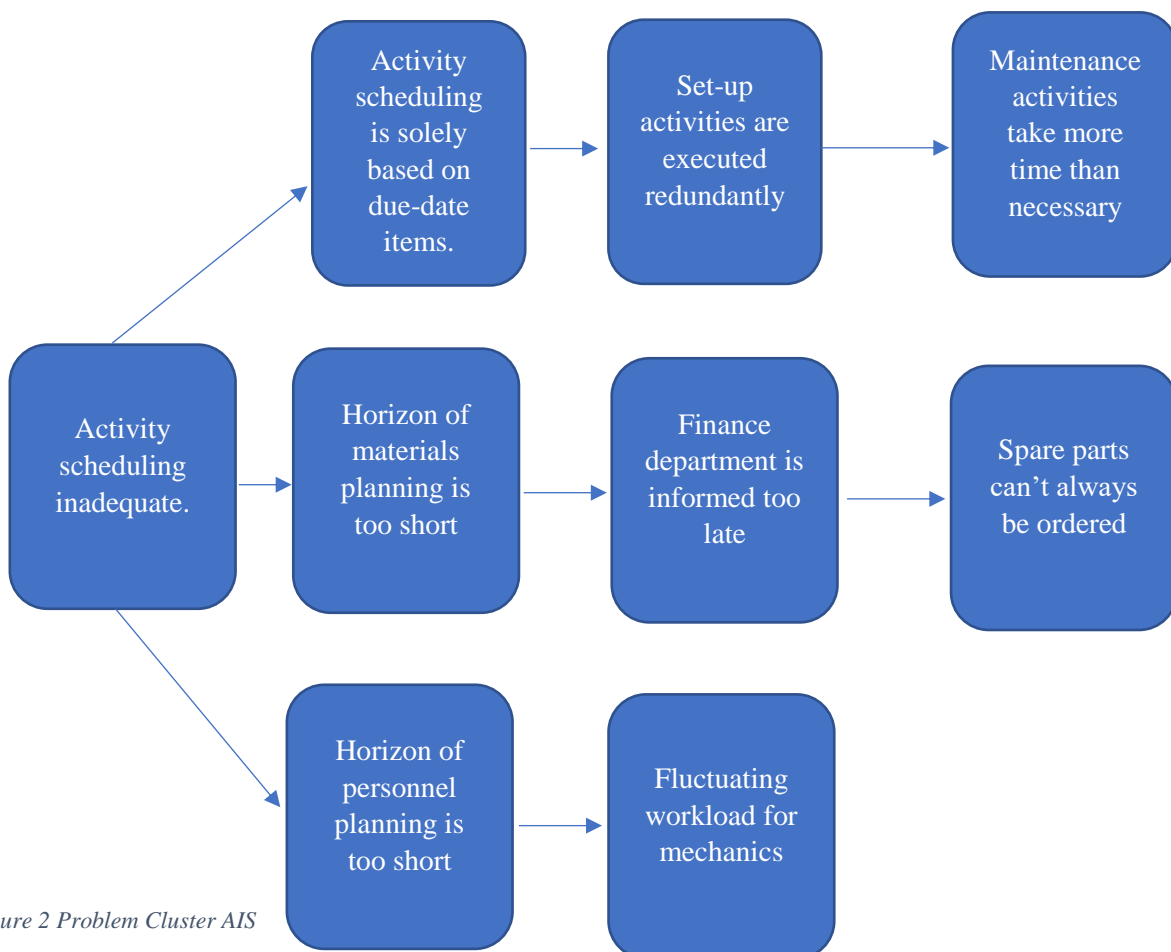 Activity
scheduling
is solely
based on
due-date
items.
Set-up
activities are
executed
redundantly
Maintenance
activities
take more
time than
necessary
Activity
scheduling
inadequate.
Horizon of
materials
planning is
too short
Finance
department is
informed too
late
Spare parts
can’t always
be ordered
Horizon of
personnel
planning is
too short
Fluctuating
workload for
mechanics
ure 2 Problem Cluster AIS